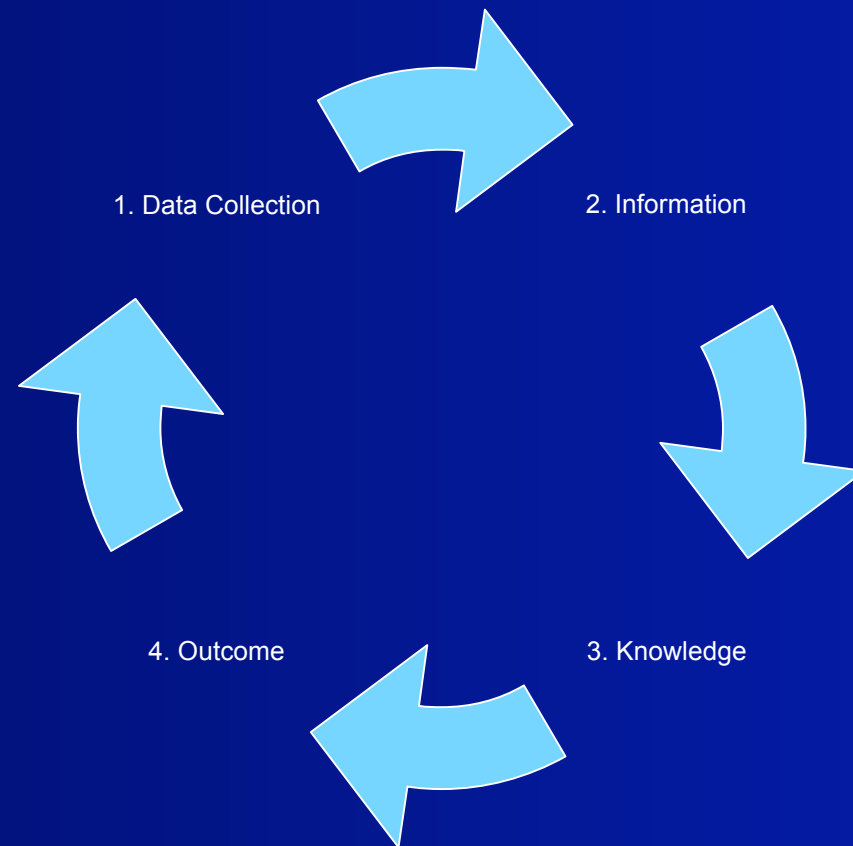 1. Data Collection
2. Information
3. Knowledge
4. Outcome